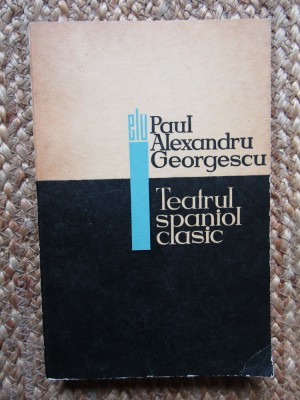 elu
Paul
Alexandru
Georgescu
Teatrul
spaniol
clasic